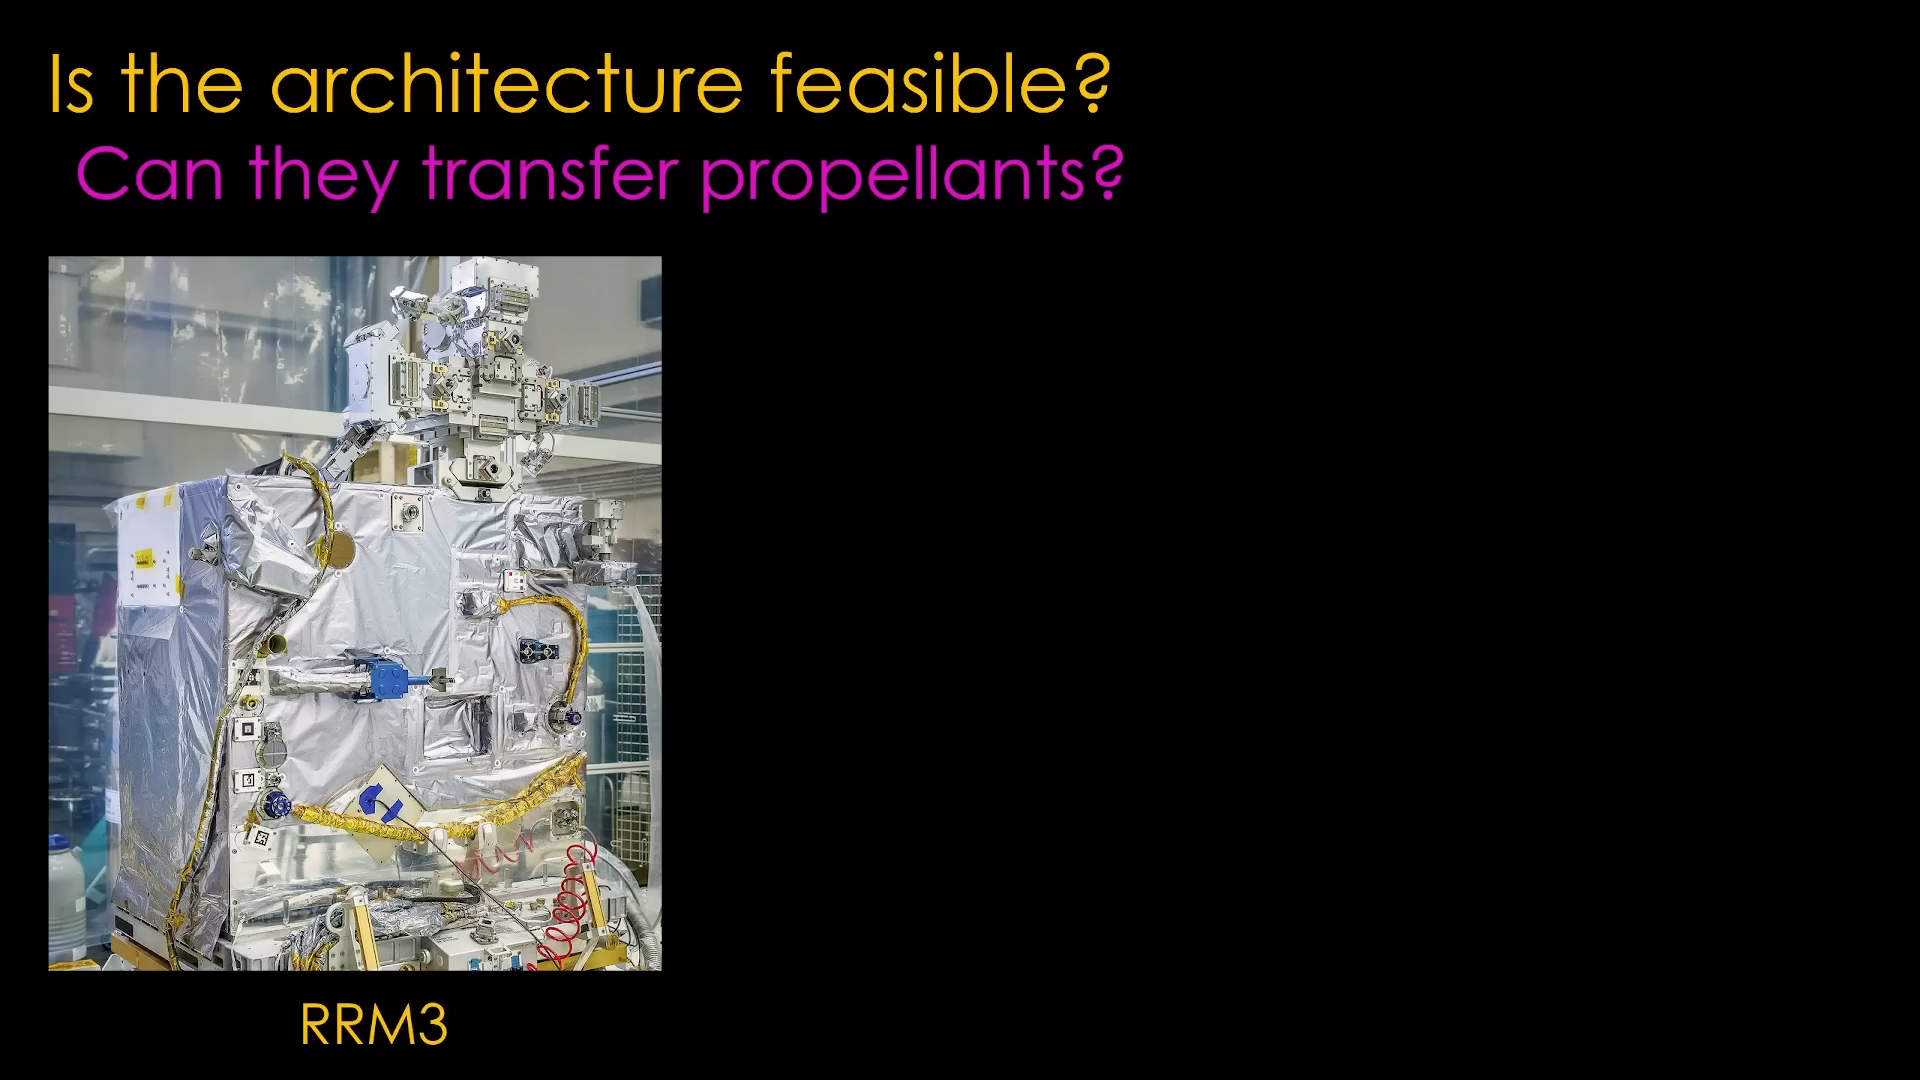 Is the architecture feasible?
Can they transfer propellants?
RRM3